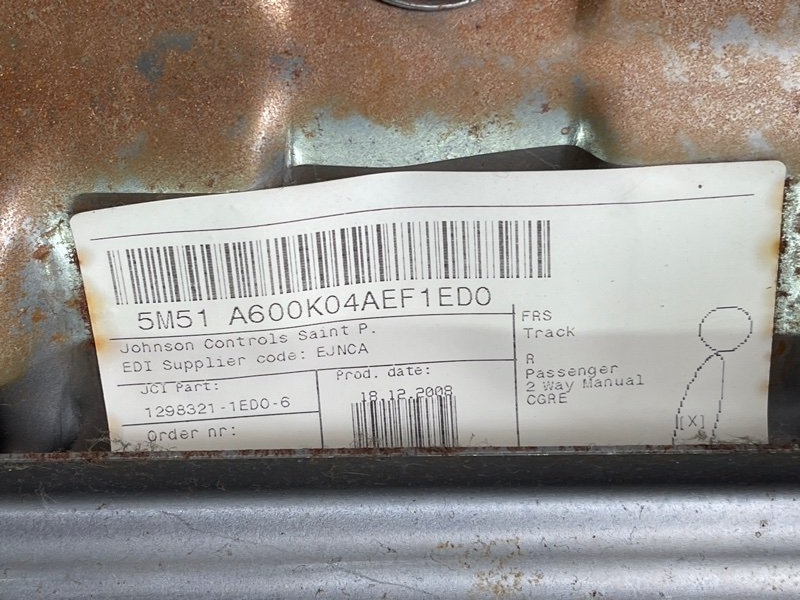 5M51 A600K04AEF1ED0
Johnson Controls Saint P.
EDI Supplier code: EJNCA
JCI Part:
1298321-1ED0-6
Order nr:
Prod. date:
18.12.2008
FRS
Track
R
Passenger
2 Way Manual
CGRE
[X]